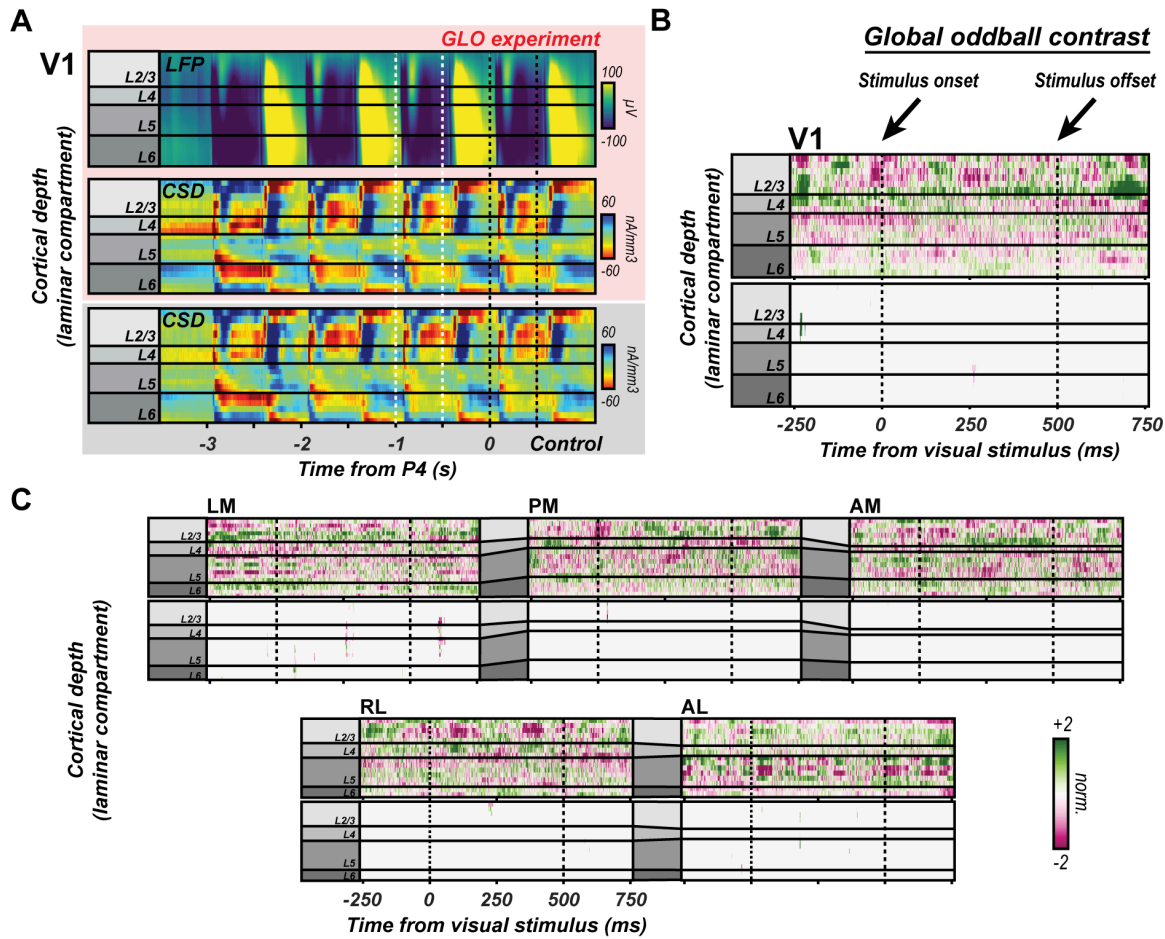 A
V1
GLO experiment
LFP
L2/3
L4
L5
L6
100
µV
-100
CSD
L2/3
L4
L5
L6
60
nA/mm3
-60
CSD
L2/3
L4
L5
L6
60
nA/mm3
-60
Control
-3 -2 -1 0
Time from P4 (s)
Cortical depth
(laminar compartment)
B
Global oddball contrast
Stimulus onset
Stimulus offset
V1
L2/3
L4
L5
L6
L2/3
L4
L5
L6
-250 0 250 500 750
Time from visual stimulus (ms)
Cortical depth
(laminar compartment)
C
LM
PM
AM
L2/3
L4
L5
L6
L2/3
L4
L5
L6
Cortical depth
(laminar compartment)
RL
AL
L2/3
L4
L5
L6
L2/3
L4
L5
L6
-250 0 250 500 750
Time from visual stimulus (ms)
+2
norm.
-2